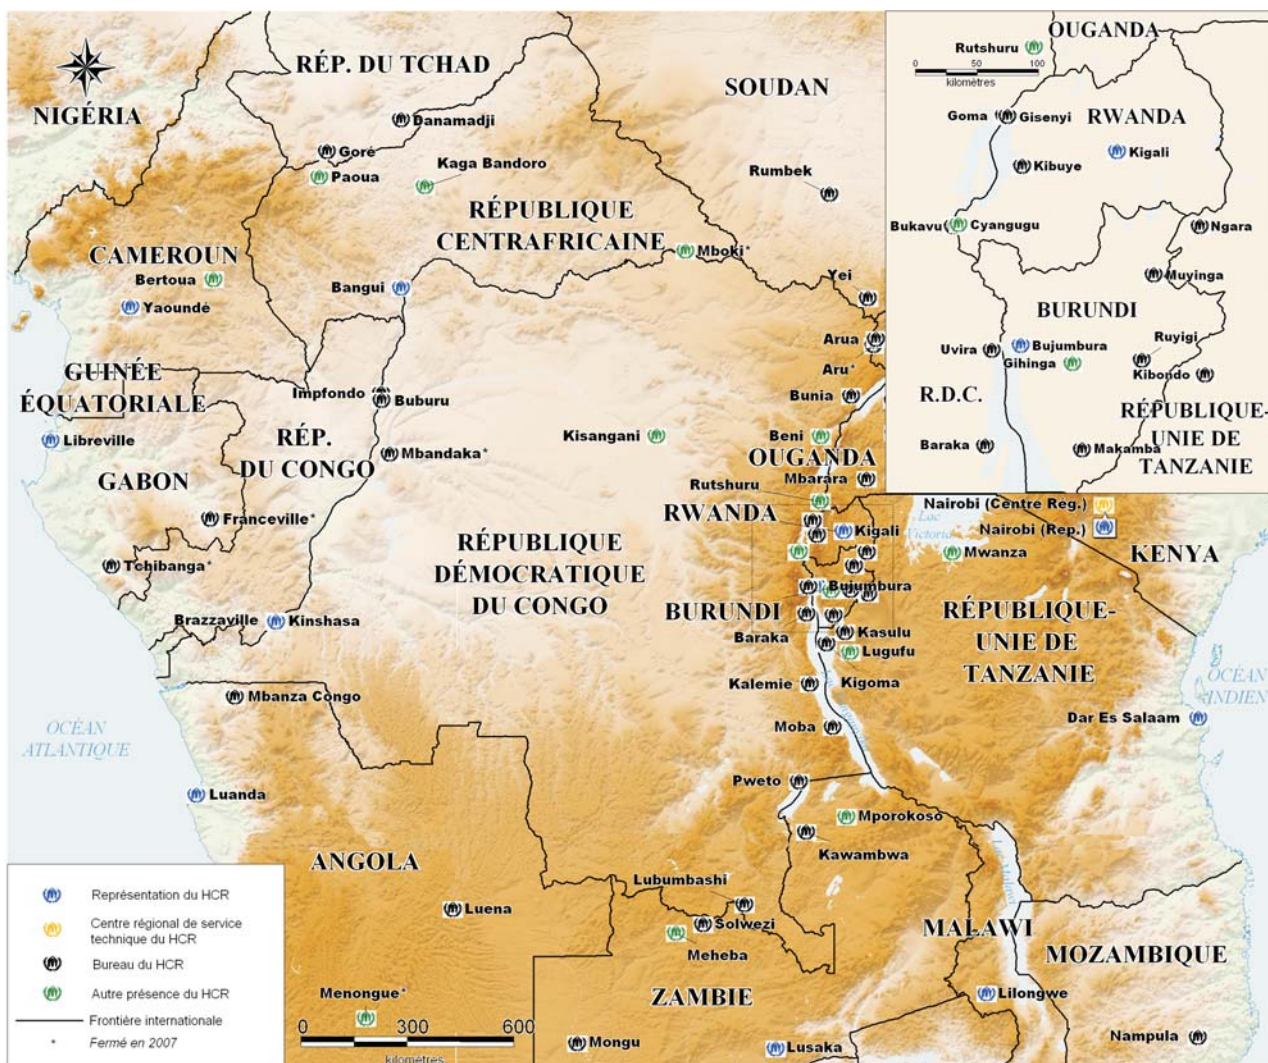 OUGANDA
Rutshuru
0 50 100
kilomètres
RÉP. DU TCHAD
SOUDAN
NIGÉRIA
Danamadji
Goma
Gisenyi
RWANDA
Goré
Kaga Bandoro
Kibuye
Kigali
Paoua
Rumbek
RÉPUBLIQUE
CENTRAFRICAINE
Bukavu
Cyangugu
Ngara
CAMEROUN
Mboki*
Bertoua
Yei
Muyinga
Bangui
Yaoundé
BURUNDI
Arua
Uvira
Bujumbura
Ruyigi
Gihinga
Kibondo
GUINÉE
ÉQUATORIALE
Aru*
Impfondo
Buburu
Bunia
R.D.C.
RÉPUBLIQUE-
UNIE DE
TANZANIE
Libreville
RÉP.
DU CONGO
Kisangani
Beni
Baraka
Makamba
Mbandaka*
OUGANDA
GABON
Mbarara
Rutshuru
Nairobi (Centre Rég.)
Franceville*
RWANDA
Kigali
Lac
Victoria
Nairobi (Rep.)
KENYA
RÉPUBLIQUE
DÉMOCRATIQUE
DU CONGO
Mwanza
Tchibanga*
Bujumbura
BURUNDI
RÉPUBLIQUE-
UNIE DE
TANZANIE
Brazzaville
Kinshasa
Baraka
Kasulu
Lugufu
Mbanza Congo
Kalemie
Kigoma
OCÉAN
INDIEN
OCÉAN
ATLANTIQUE
Moba
Dar Es Salaam
Pweto
Luanda
Mporokoso
Kawambwa
ANGOLA
Lubumbashi
Luena
Solwezi
MALAWI
Meheba
MOZAMBIQUE
Menongue*
ZAMBIE
Lilongwe
0 300 600
kilomètres
Mongu
Lusaka
Nampula
Représentation du HCR
Centre régional de service
technique du HCR
Bureau du HCR
Autre présence du HCR
Frontière internationale
* Fermé en 2007